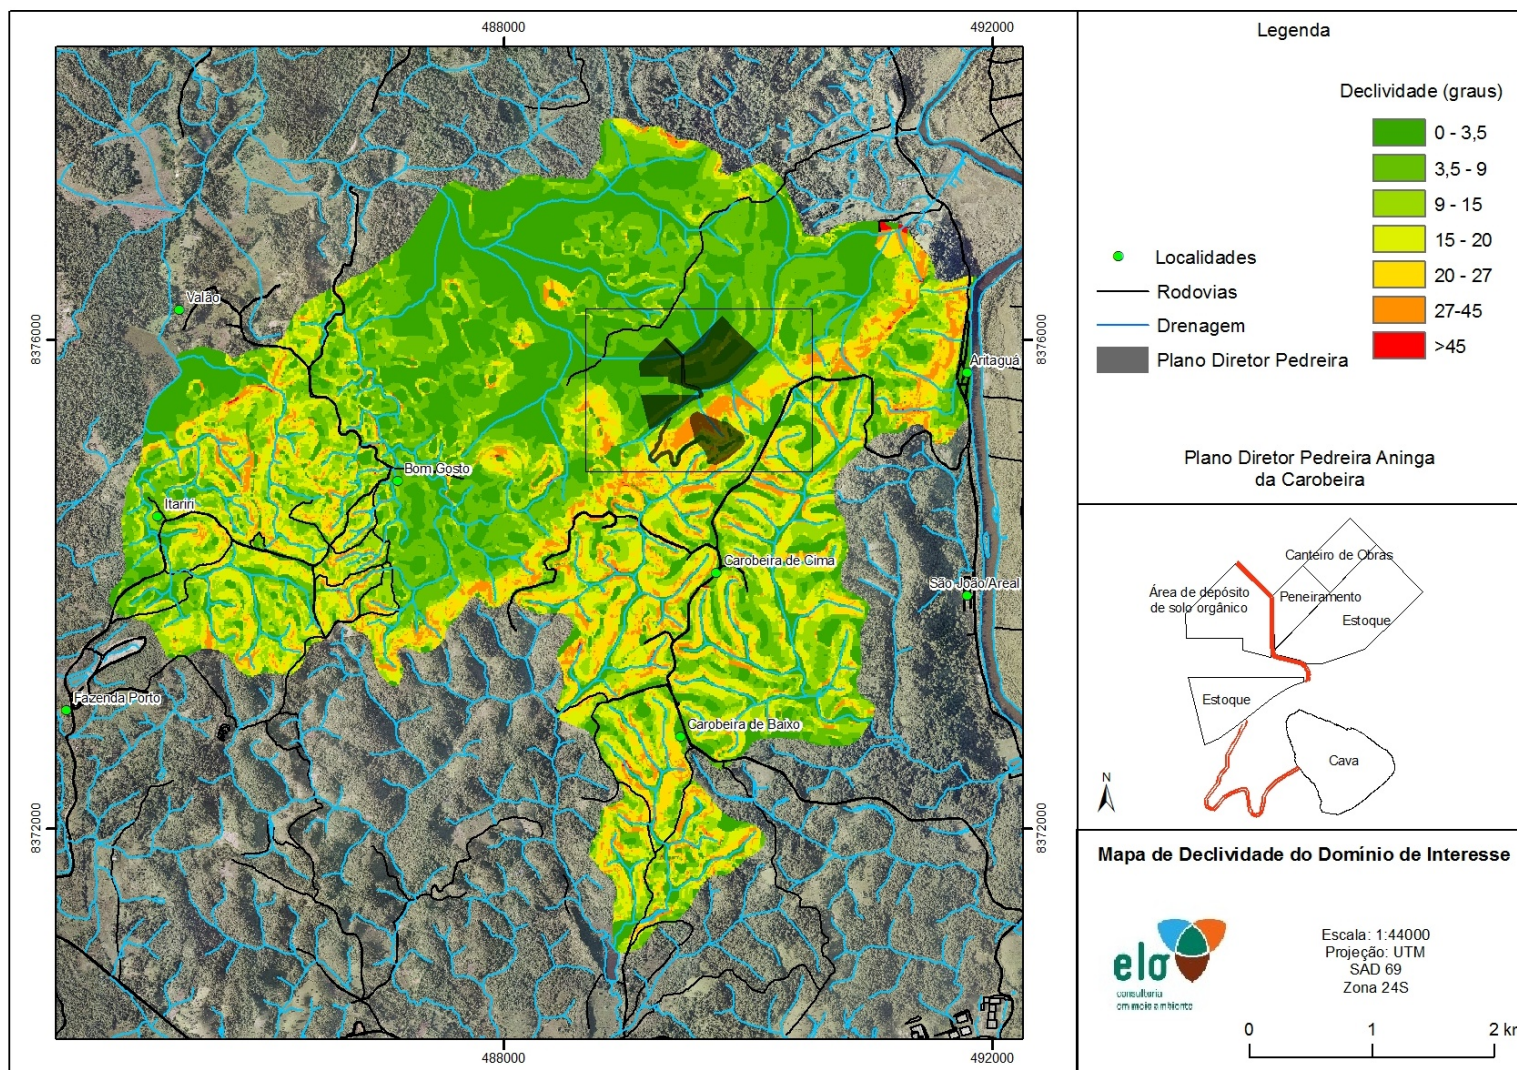 488000
492000
8376000
8376000
8372000
8372000
488000
492000
Valão
Aritaguá
Bom Gosto
Itariri
Carobeira de Cima
São João/Areal
Fazenda Porto
Carobeira de Baixo
Legenda
Declividade (graus)
0 - 3,5
3,5 - 9
9 - 15
15 - 20
20 - 27
27-45
>45
Localidades
Rodovias
Drenagem
Plano Diretor Pedreira
Plano Diretor Pedreira Aninga
da Carobeira
Canteiro de Obras
Área de depósito
de solo orgânico
Peneiramento
Estoque
Estoque
Cava
N
Mapa de Declividade do Domínio de Interesse
elo
consultoria
em meio ambiente
Escala: 1:44000
Projeção: UTM
SAD 69
Zona 24S
0 1 2 km